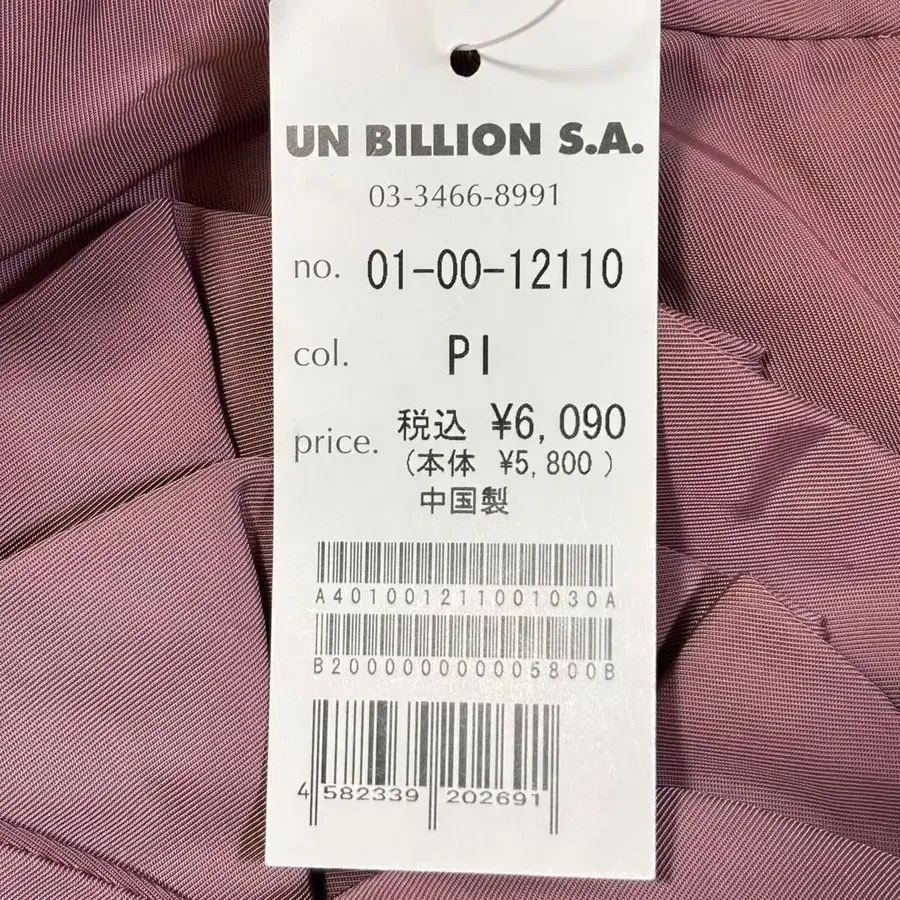 UN BILLION S.A.
03-3466-8991
no. 01-00-12110
col. PI
price. 税込 ¥6,090
(本体 ¥5,800)
中国製
A401001211001030A
B2000000000005800B
4 582339 202691